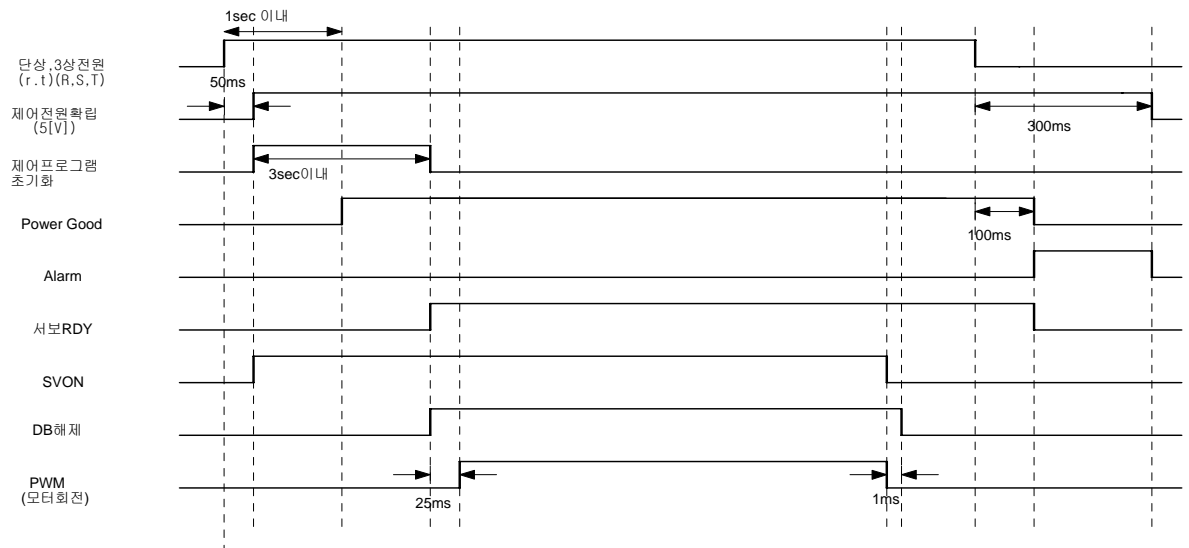 1sec 이내
단상,3상전원
(r.t)(R,S,T)
50ms
제어전원확립
(5[V])
300ms
제어프로그램
초기화
3sec이내
Power Good
100ms
Alarm
서보RDY
SVON
DB해제
PWM
(모터회전)
25ms
1ms